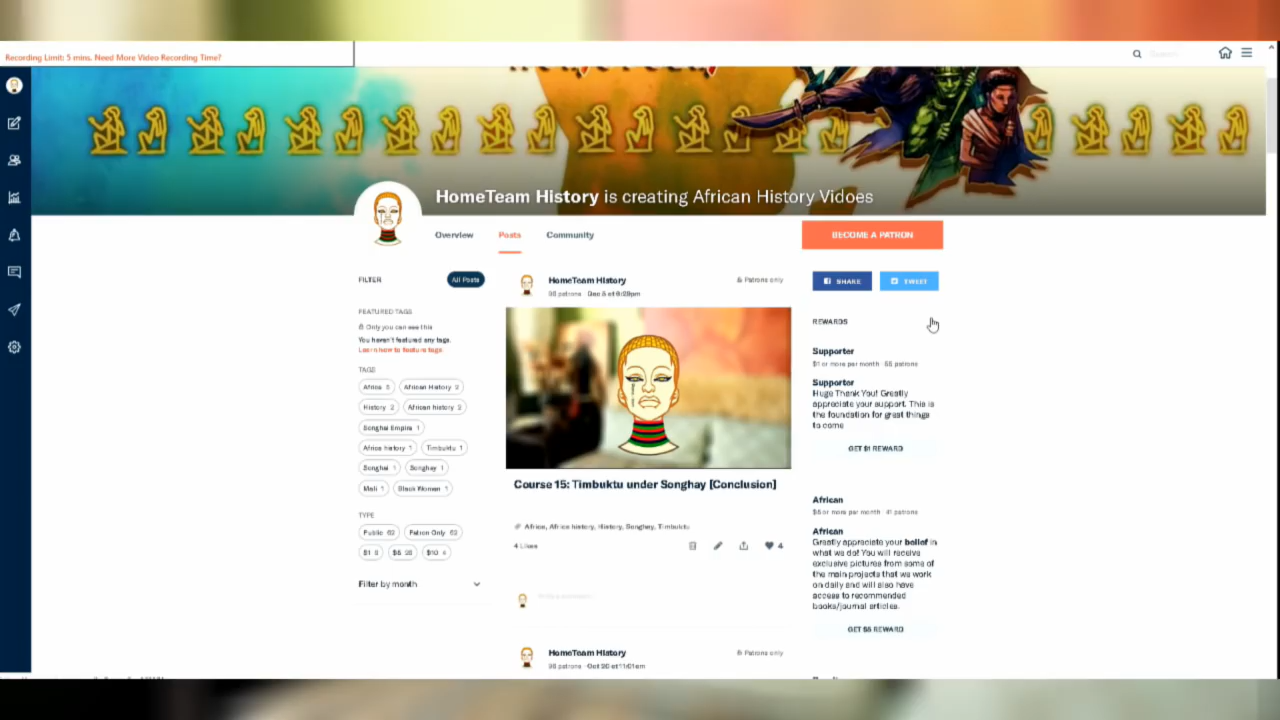 Recording Limit: 5 mins. Need More Video Recording Time?
Search
HomeTeam History is creating African History Vidoes
Overview
Posts
Community
BECOME A PATRON
FILTER
All Posts
FEATURED TAGS
Only you can see this
You haven't featured any tags.
Learn how to feature tags
TAGS
Africa 3
African History 2
History 2
African history 2
Songhai Empire 1
Africa history 1
Timbuktu 1
Songhai 1
Songhay 1
Mali 1
Black Woman 1
TYPE
Public 62
Patron Only 62
$1
$5
$10 4
Filter by month
HomeTeam History
Patrons only
patrons · Dec 5 at 8:29pm
Course 15: Timbuktu under Songhay [Conclusion]
Africa, Africa history, History, Songhay, Timbuktu
4 Likes
4
Write a comment...
HomeTeam History
Patrons only
patrons · Oct 20 at 11:01am
SHARE
TWEET
REWARDS
Supporter
$1 or more per month · 55 patrons
Supporter
Huge Thank You! Greatly
appreciate your support. This is
the foundation for great things
to come
GET $1 REWARD
African
$5 or more per month · 41 patrons
African
Greatly appreciate your belief in
what we do! You will receive
exclusive pictures from some of
the main projects that we work
on daily and will also have
access to recommended
books/journal articles.
GET $5 REWARD